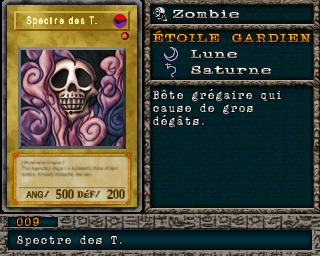 Spectre des T.
ANG/ 500 DéF/ 200
Zombie
ÉTOILE GARDIEN
Lune
Saturne
Bête grégaire qui
cause de gros
dégâts.
009
Spectre des T.